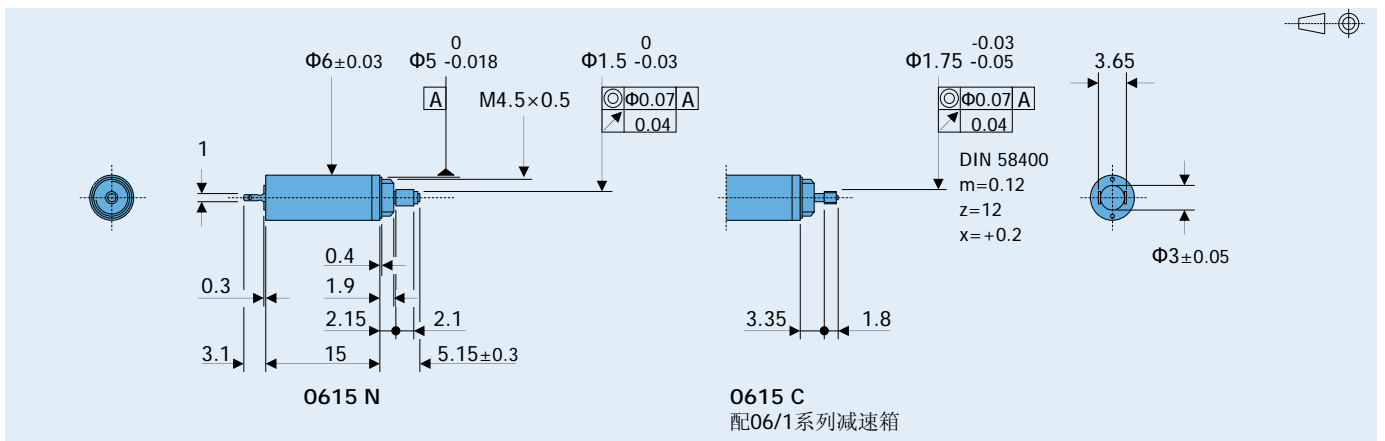 Φ6±0.03
Φ5 0 -0.018
A
M4.5×0.5
Φ1.5 0 -0.03
Φ0.07 A
0.04
1
0.4
0.3
1.9
2.15
2.1
3.1
15
5.15±0.3
0615 N
Φ1.75 -0.03 -0.05
Φ0.07 A
0.04
DIN 58400
m=0.12
z=12
x=+0.2
3.65
Φ3±0.05
3.35
1.8
0615 C
配06/1系列减速箱